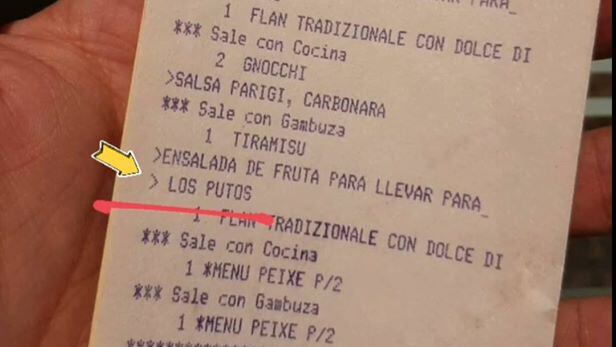 VAR PARA_
1 FLAN TRADIZIONALE CON DOLCE DI
*** Sale con Cocina
2 GNOCCHI
>SALSA PARIGI, CARBONARA
*** Sale con Gambuza
1 TIRAMISU
>ENSALADA DE FRUTA PARA LLEVAR PARA_
> LOS PUTOS
1 FLAN TRADIZIONALE CON DOLCE DI
*** Sale con Cocina
1 *MENU PEIXE P/2
*** Sale con Gambuza
1 *MENU PEIXE P/2